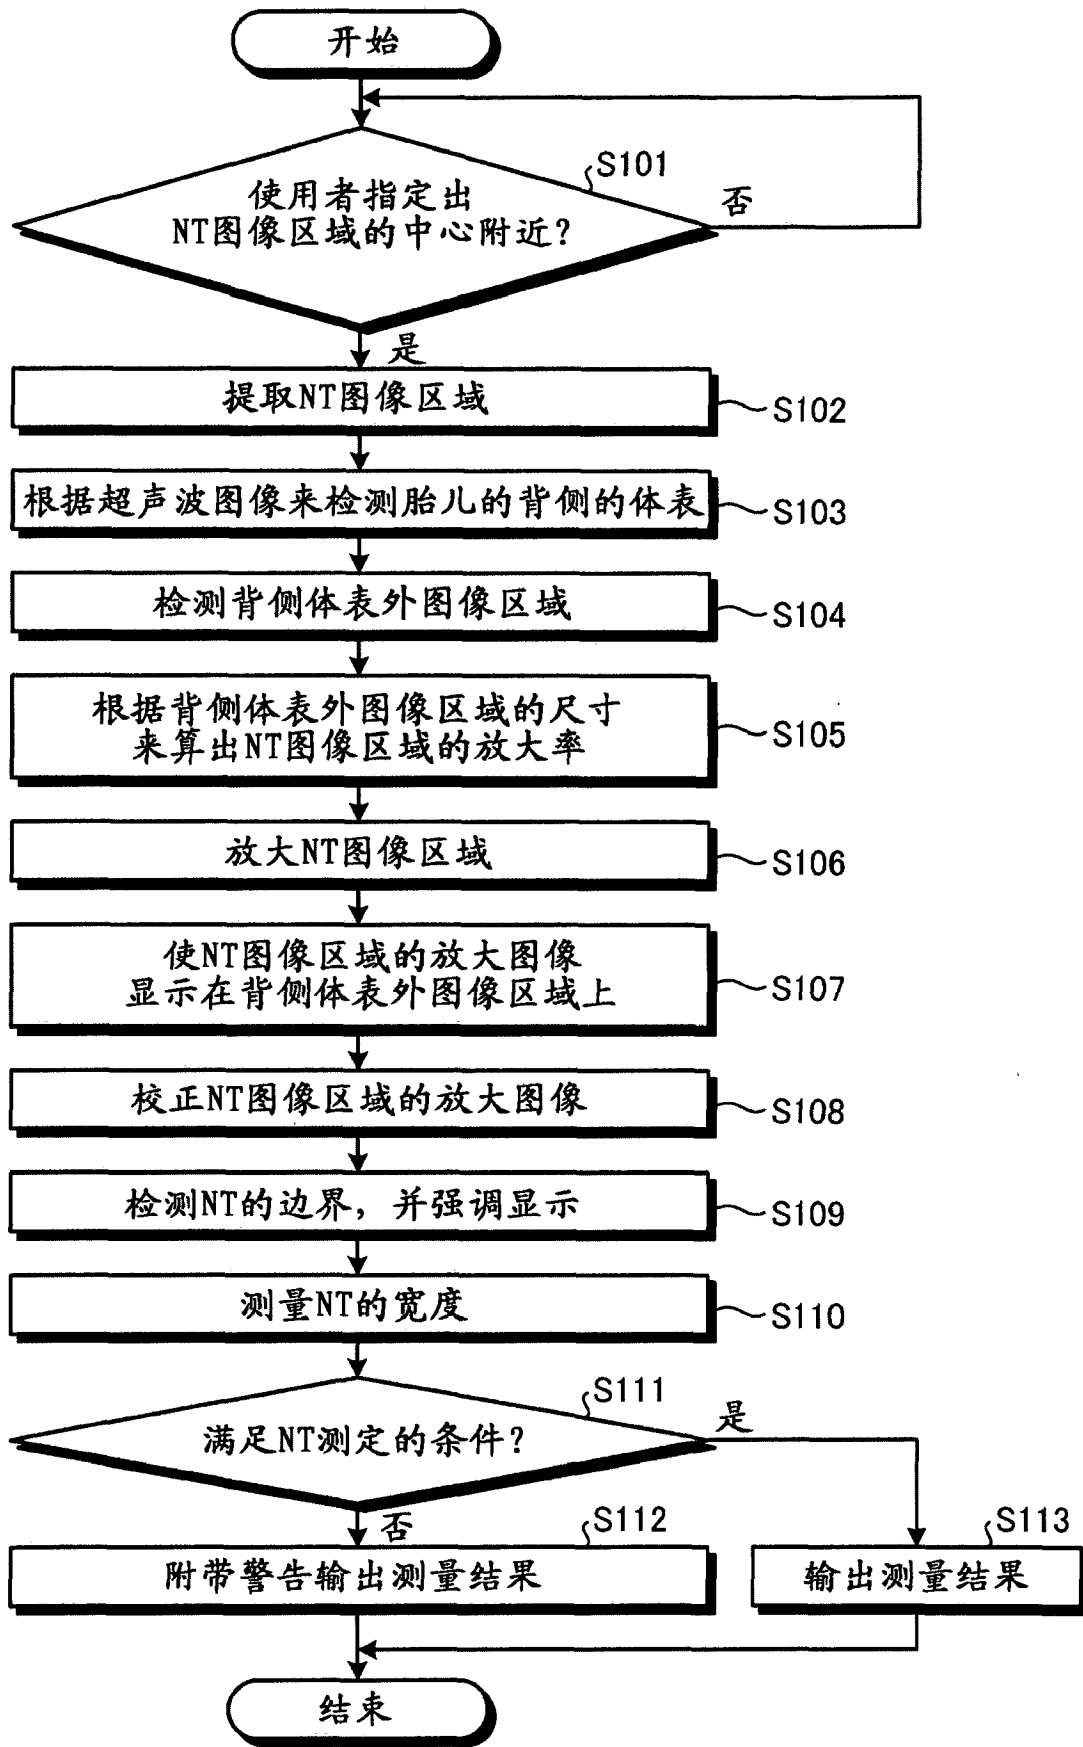 开始
S101
使用者指定出
NT图像区域的中心附近?
否
是
提取NT图像区域
S102
根据超声波图像来检测胎儿的背侧的体表
S103
检测背侧体表外图像区域
S104
根据背侧体表外图像区域的尺寸
来算出NT图像区域的放大率
S105
放大NT图像区域
S106
使NT图像区域的放大图像
显示在背侧体表外图像区域上
S107
校正NT图像区域的放大图像
S108
检测NT的边界，并强调显示
S109
测量NT的宽度
S110
S111
满足NT测定的条件?
是
否
S112
附带警告输出测量结果
S113
输出测量结果
结束